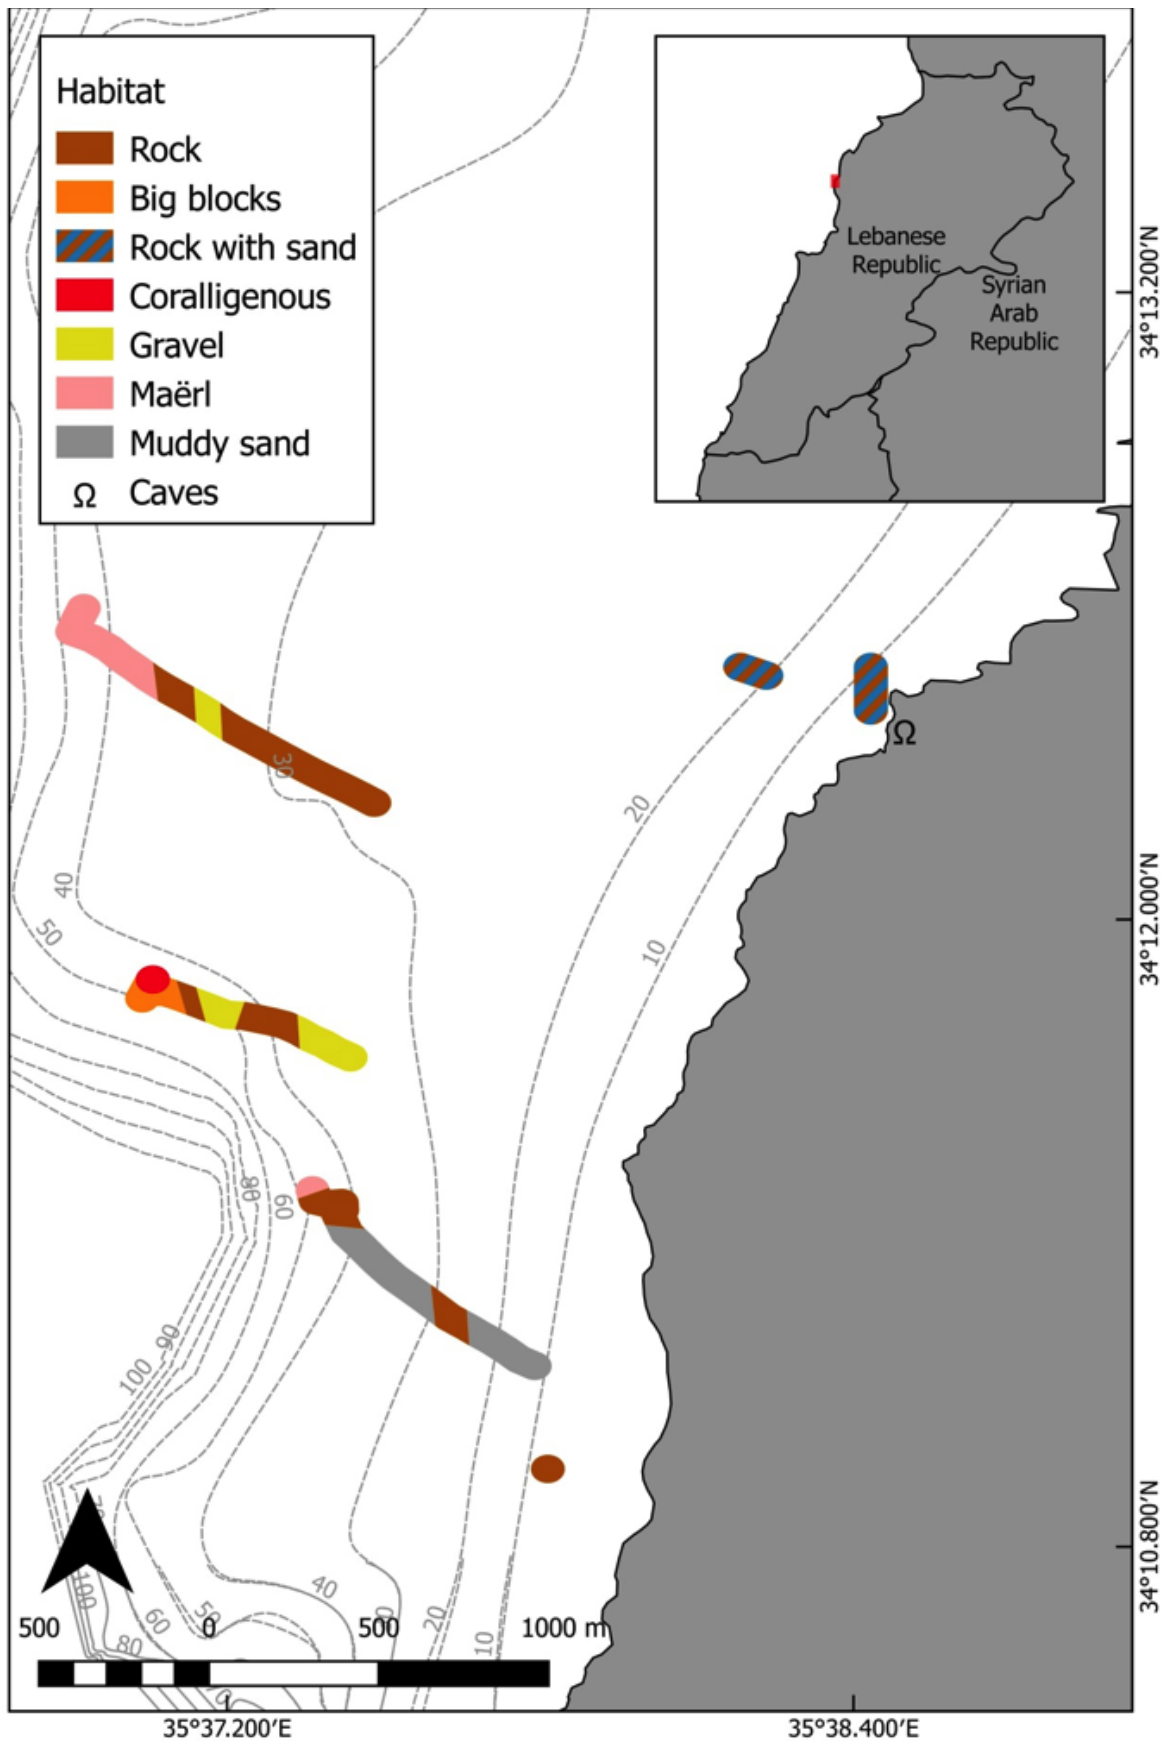 Habitat
Rock
Big blocks
Rock with sand
Coralligenous
Gravel
Maërl
Muddy sand
Ω Caves
Lebanese
Republic
Syrian
Arab
Republic
34°13.200′N
Ω
30
20
40
50
10
34°12.000′N
80
60
90
100
34°10.800′N
100
60
50
40
20
10
80
70
500 0 500 1000 m
35°37.200′E
35°38.400′E